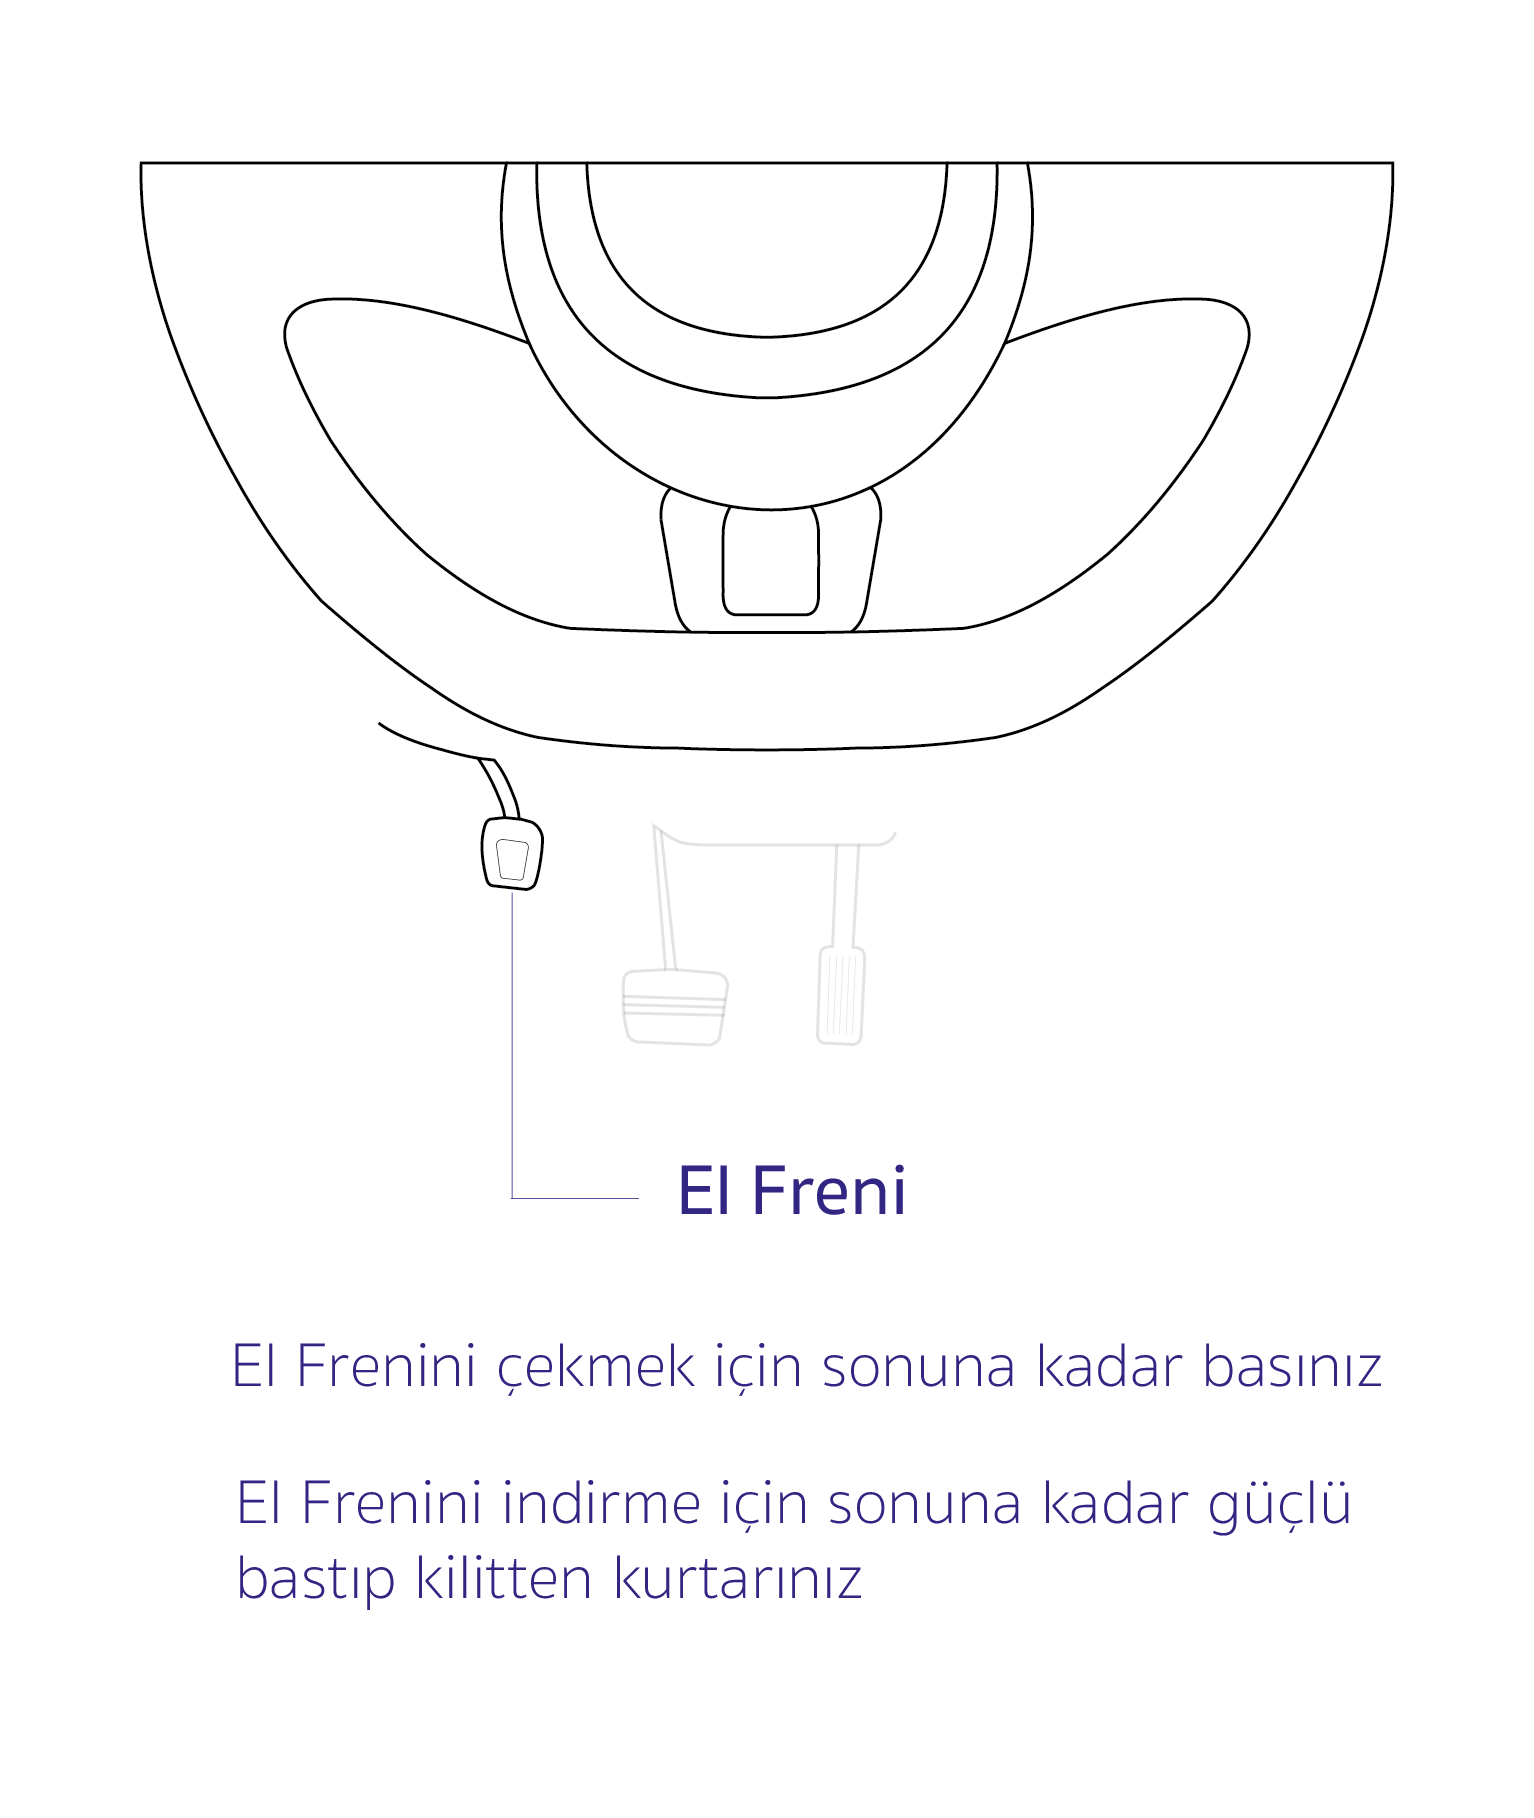 El Freni
El Frenini çekmek için sonuna kadar basınız
El Frenini indirme için sonuna kadar güçlü
bastıp kilitten kurtarınız